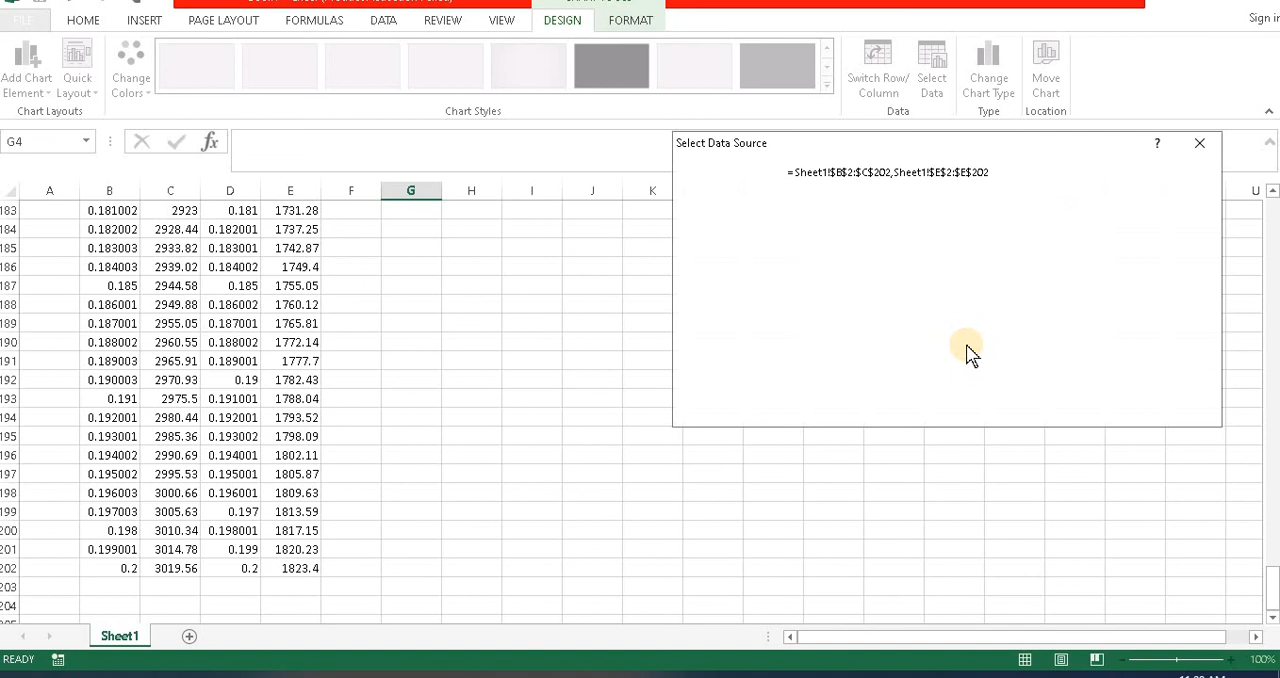 HOME INSERT PAGE LAYOUT FORMULAS DATA REVIEW VIEW DESIGN FORMAT Sign in
Add Chart Element Quick Layout Change Colors Switch Row/ Column Select Data Change Chart Type Move Chart
Chart Layouts Chart Styles Data Type Location
G4 fx
Select Data Source ?
=Sheet1!$B$2:$C$202,Sheet1!$E$2:$E$202
A B C D E F G H I J K U
183 0.181002 2923 0.181 1731.28
184 0.182002 2928.44 0.182001 1737.25
185 0.183003 2933.82 0.183001 1742.87
186 0.184003 2939.02 0.184002 1749.4
187 0.185 2944.58 0.185 1755.05
188 0.186001 2949.88 0.186002 1760.12
189 0.187001 2955.05 0.187001 1765.81
190 0.188002 2960.55 0.188002 1772.14
191 0.189003 2965.91 0.189001 1777.7
192 0.190003 2970.93 0.19 1782.43
193 0.191 2975.5 0.191001 1788.04
194 0.192001 2980.44 0.192001 1793.52
195 0.193001 2985.36 0.193002 1798.09
196 0.194002 2990.69 0.194001 1802.11
197 0.195002 2995.53 0.195001 1805.87
198 0.196003 3000.66 0.196001 1809.63
199 0.197003 3005.63 0.197 1813.59
200 0.198 3010.34 0.198001 1817.15
201 0.199001 3014.78 0.199 1820.23
202 0.2 3019.56 0.2 1823.4
203
204
Sheet1
READY 100%